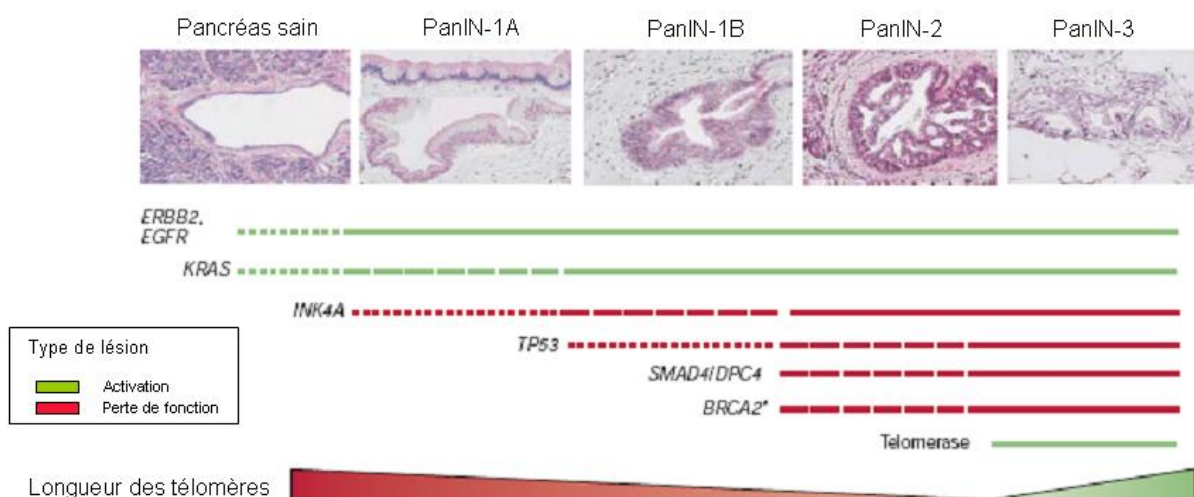 Pancréas sain PanIN-1A PanIN-1B PanIN-2 PanIN-3
ERBB2,
EGFR
KRAS
INK4A
TP53
SMAD4/DPC4
BRCA2*
Telomerase
Type de lésion
Activation
Perte de fonction
Longueur des télomères